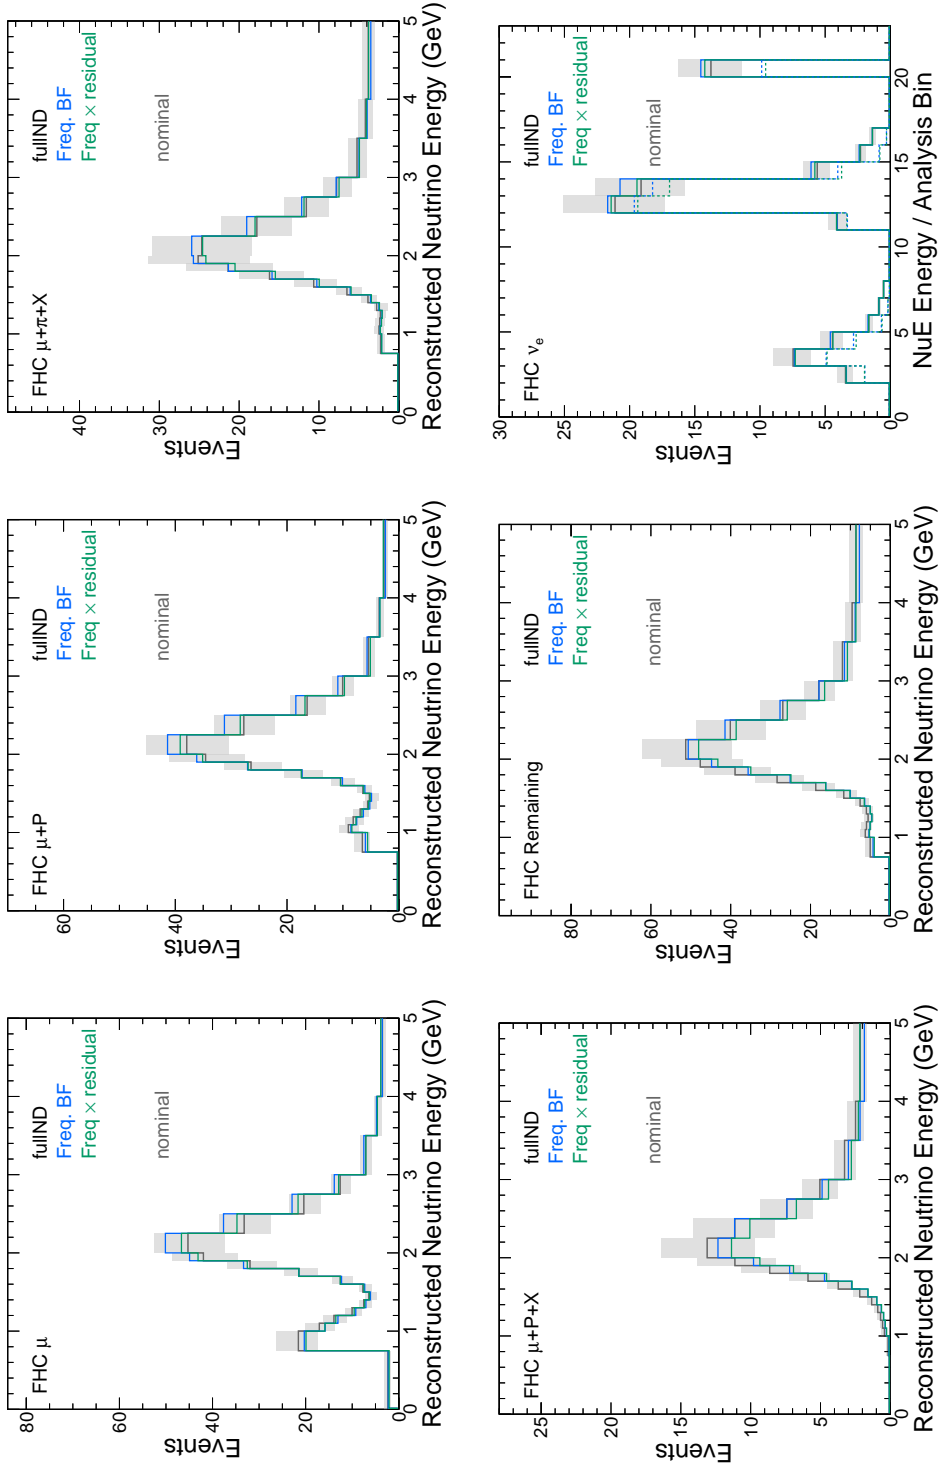 Events
80
60
40
20
0
FHC μ
fullND
Freq. BF
Freq × residual
nominal
0 1 2 3 4 5
Reconstructed Neutrino Energy (GeV)
Events
60
40
20
0
FHC μ+P
fullND
Freq. BF
Freq × residual
nominal
0 1 2 3 4 5
Reconstructed Neutrino Energy (GeV)
Events
40
30
20
10
0
FHC μ+π+X
fullND
Freq. BF
Freq × residual
nominal
0 1 2 3 4 5
Reconstructed Neutrino Energy (GeV)
Events
25
20
15
10
5
0
FHC μ+P+X
fullND
Freq. BF
Freq × residual
nominal
0 1 2 3 4 5
Reconstructed Neutrino Energy (GeV)
Events
80
60
40
20
0
FHC Remaining
fullND
Freq. BF
Freq × residual
nominal
0 1 2 3 4 5
Reconstructed Neutrino Energy (GeV)
Events
30
25
20
15
10
5
0
FHC νe
fullND
Freq. BF
Freq × residual
nominal
0 5 10 15 20
NuE Energy / Analysis Bin